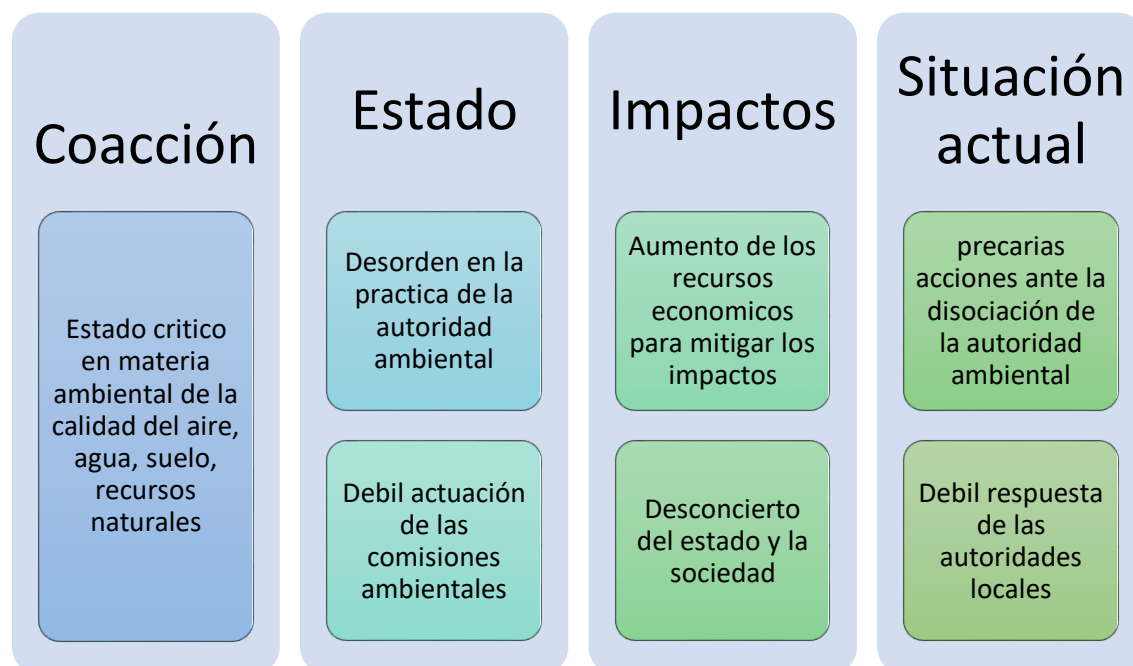 Coacción
Estado critico
en materia
ambiental de la
calidad del aire,
agua, suelo,
recursos
naturales
Estado
Desorden en la
practica de la
autoridad
ambiental
Debil actuación
de las
comisiones
ambientales
Impactos
Aumento de los
recursos
economicos
para mitigar los
impactos
Desconcierto
del estado y la
sociedad
Situación
actual
precarias
acciones ante la
disociación de
la autoridad
ambiental
Debil respuesta
de las
autoridades
locales